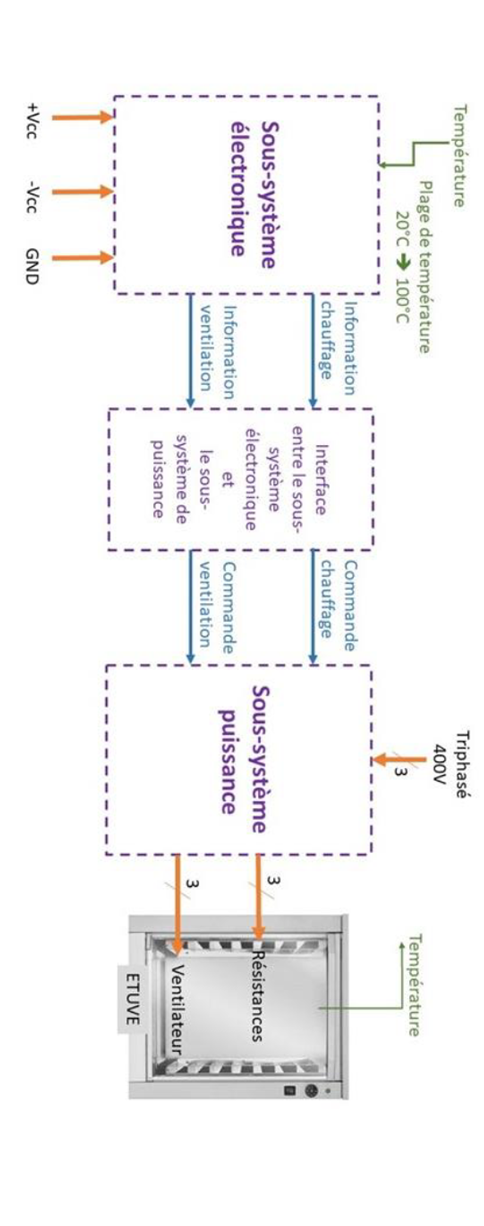 Température
Plage de température
20°C ➔ 100°C
Sous-système
électronique
+Vcc
-Vcc
GND
Information
chauffage
Information
ventilation
Interface
entre le sous-
système
électronique
et
le sous-
système de
puissance
Commande
chauffage
Commande
ventilation
Triphasé
400V
3
Sous-système
puissance
3
3
Température
Résistances
Ventilateur
ETUVE